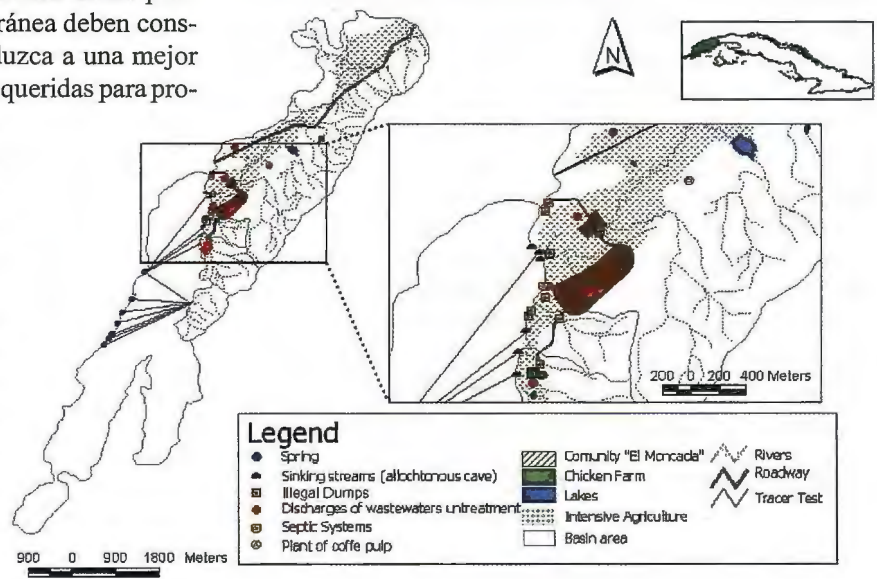 ránea deben cons-
luzca a una mejor
queridas para pro-
N
200 0 200 400 Meters
Legend
Spring
Sinking streams (allochtonous cave)
Illegal Dumps
Discharges of wastewaters untreatment
Septic Systems
Plant of coffe pulp
Comunity "El Moncada"
Chicken Farm
Lakes
Intensive Agriculture
Basin area
Rivers
Roadway
Tracer Test
900 0 900 1800 Meters